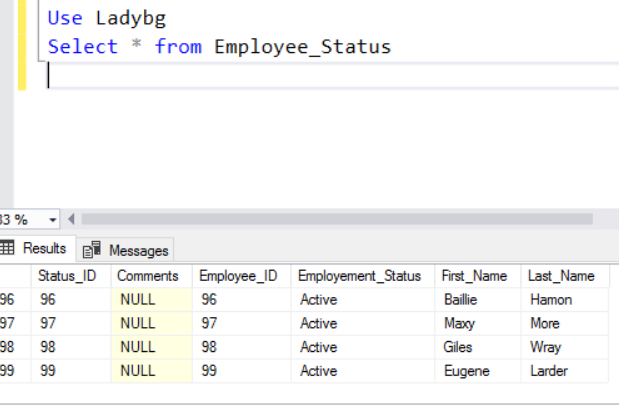 Use Ladybg
Select * from Employee_Status
33 %
Results Messages
Status_ID Comments Employee_ID Employement_Status First_Name Last_Name
96 96 NULL 96 Active Baillie Hamon
97 97 NULL 97 Active Maxy More
98 98 NULL 98 Active Giles Wray
99 99 NULL 99 Active Eugene Larder